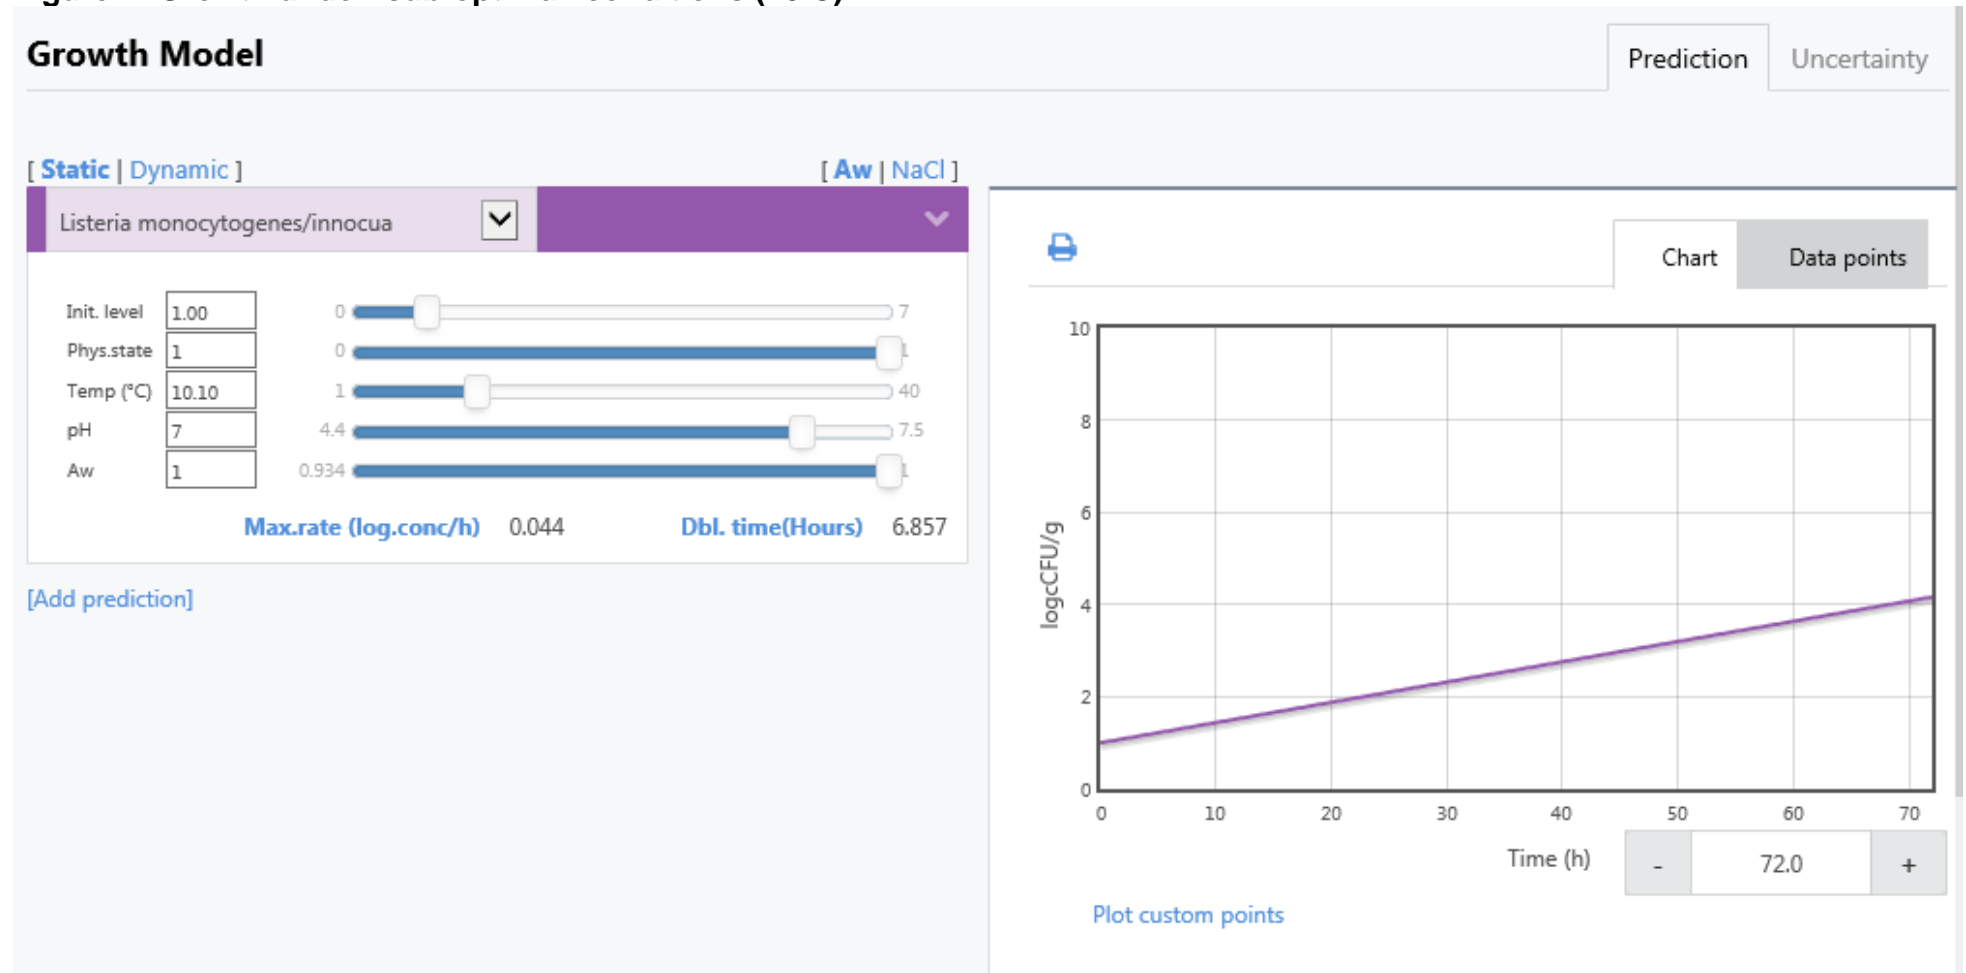 Growth Model
Prediction
Uncertainty
[ Static | Dynamic ]
[ Aw | NaCl ]
Listeria monocytogenes/innocua
Chart
Data points
Init. level 1.00 0 7
Phys.state 1 0 1
Temp (°C) 10.10 1 40
pH 7 4.4 7.5
Aw 1 0.934 1
Max.rate (log.conc/h) 0.044 Dbl. time(Hours) 6.857
[Add prediction]
10
8
6
4
2
0
logcCFU/g
0 10 20 30 40 50 60 70
Time (h) - 72.0 +
Plot custom points